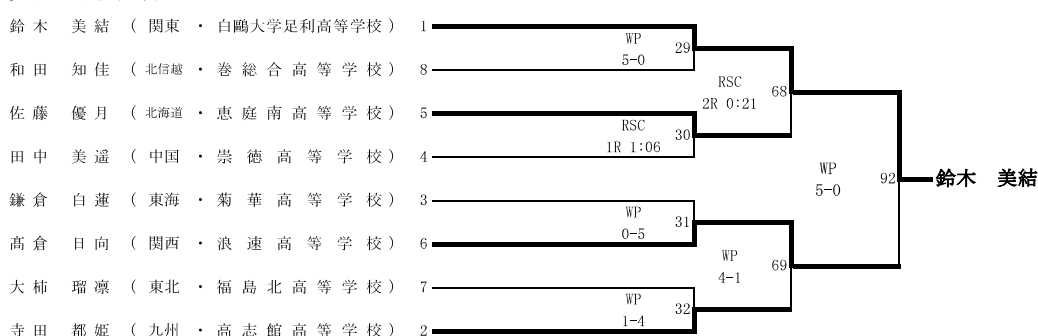 鈴木 美結 ( 関東 ・ 白鷗大学足利高等学校 ) 1
WP 29
5-0
和田 知佳 ( 北信越 ・ 巻総合高等学校 ) 8
RSC 68
2R 0:21
佐藤 優月 ( 北海道 ・ 恵庭南高等学校 ) 5
RSC 30
1R 1:06
田中 美遥 ( 中国 ・ 崇徳高等学校 ) 4
WP 92 鈴木 美結
5-0
鎌倉 白蓮 ( 東海 ・ 菊華高等学校 ) 3
WP 31
0-5
髙倉 日向 ( 関西 ・ 浪速高等学校 ) 6
WP 69
4-1
大柿 瑠凛 ( 東北 ・ 福島北高等学校 ) 7
WP 32
1-4
寺田 都姫 ( 九州 ・ 高志館高等学校 ) 2